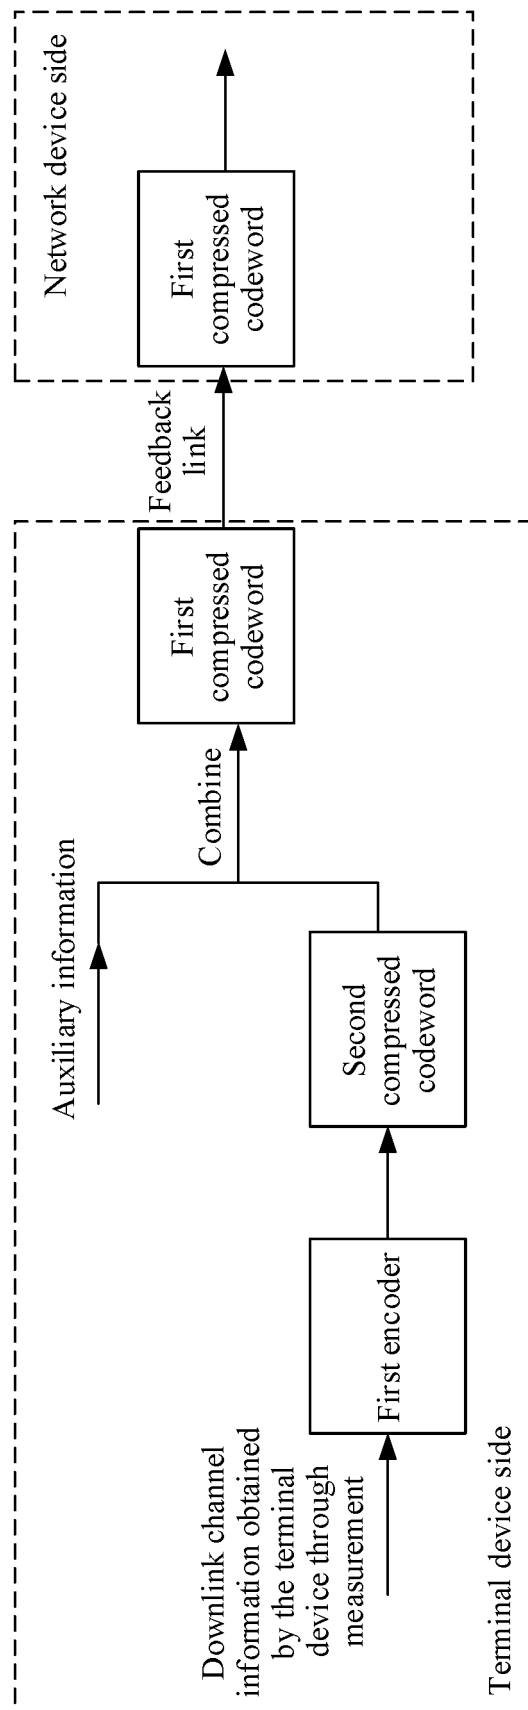 Downlink channel
information obtained
by the terminal
device through
measurement
First encoder
Second
compressed
codeword
Auxiliary information
Combine
First
compressed
codeword
Feedback
link
First
compressed
codeword
Terminal device side
Network device side